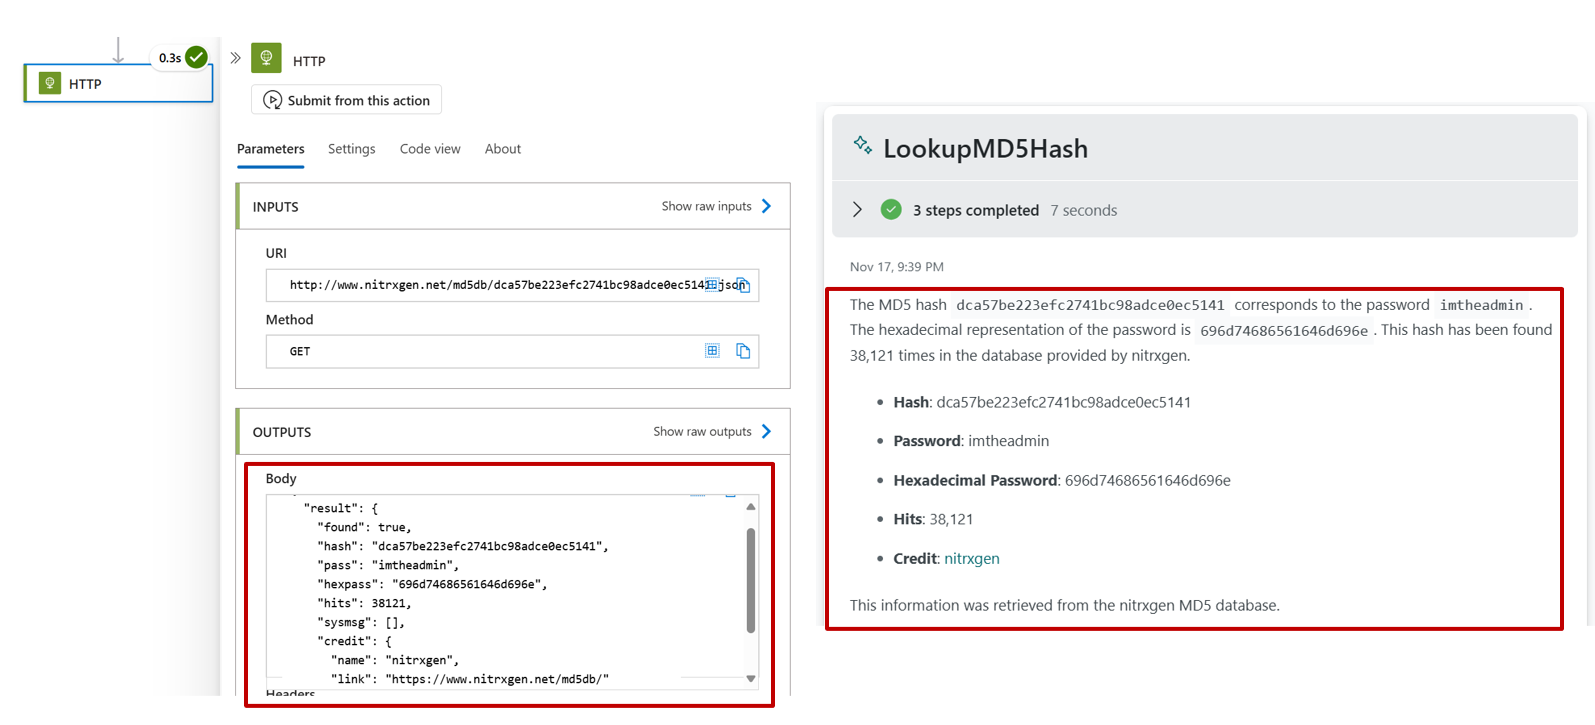 0.3s
HTTP
HTTP
Submit from this action
Parameters Settings Code view About
INPUTS Show raw inputs
URI
http://www.nitrxgen.net/md5db/dca57be223efc2741bc98adce0ec5141.json
Method
GET
OUTPUTS Show raw outputs
Body
"result": {
"found": true,
"hash": "dca57be223efc2741bc98adce0ec5141",
"pass": "imtheadmin",
"hexpass": "696d74686561646d696e",
"hits": 38121,
"sysmsg": [],
"credit": {
"name": "nitrxgen",
"link": "https://www.nitrxgen.net/md5db/"
Headers
LookupMD5Hash
3 steps completed 7 seconds
Nov 17, 9:39 PM
The MD5 hash dca57be223efc2741bc98adce0ec5141 corresponds to the password imtheadmin.
The hexadecimal representation of the password is 696d74686561646d696e. This hash has been found
38,121 times in the database provided by nitrxgen.
• Hash: dca57be223efc2741bc98adce0ec5141
• Password: imtheadmin
• Hexadecimal Password: 696d74686561646d696e
• Hits: 38,121
• Credit: nitrxgen
This information was retrieved from the nitrxgen MD5 database.